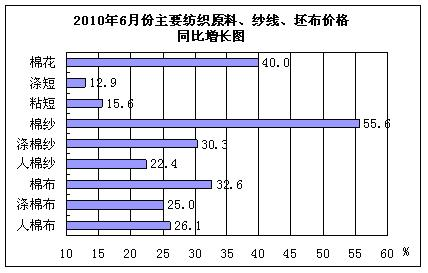 2010年6月份主要纺织原料、纱线、坯布价格
同比增长图
棉花 40.0
涤短 12.9
粘短 15.6
棉纱 55.6
涤棉纱 30.3
人棉纱 22.4
棉布 32.6
涤棉布 25.0
人棉布 26.1
10 15 20 25 30 35 40 45 50 55 60 %